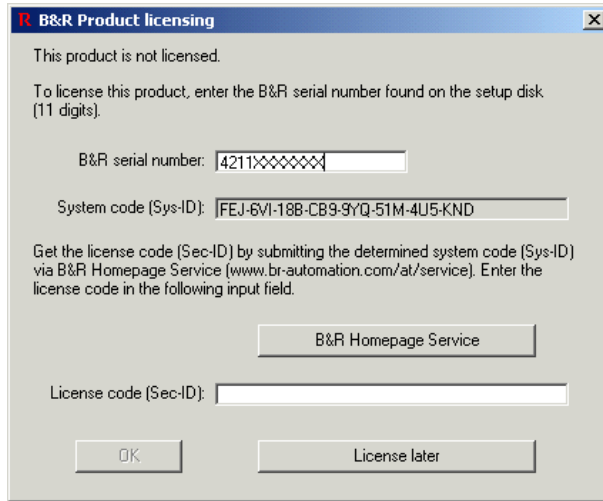 R B&R Product licensing
This product is not licensed.
To license this product, enter the B&R serial number found on the setup disk
(11 digits).
B&R serial number: 4211XXXXXXX
System code (Sys-ID): FEJ-6VI-18B-CB9-9YQ-51M-4U5-KND
Get the license code (Sec-ID) by submitting the determined system code (Sys-ID)
via B&R Homepage Service (www.br-automation.com/at/service). Enter the
license code in the following input field.
B&R Homepage Service
License code (Sec-ID):
OK License later